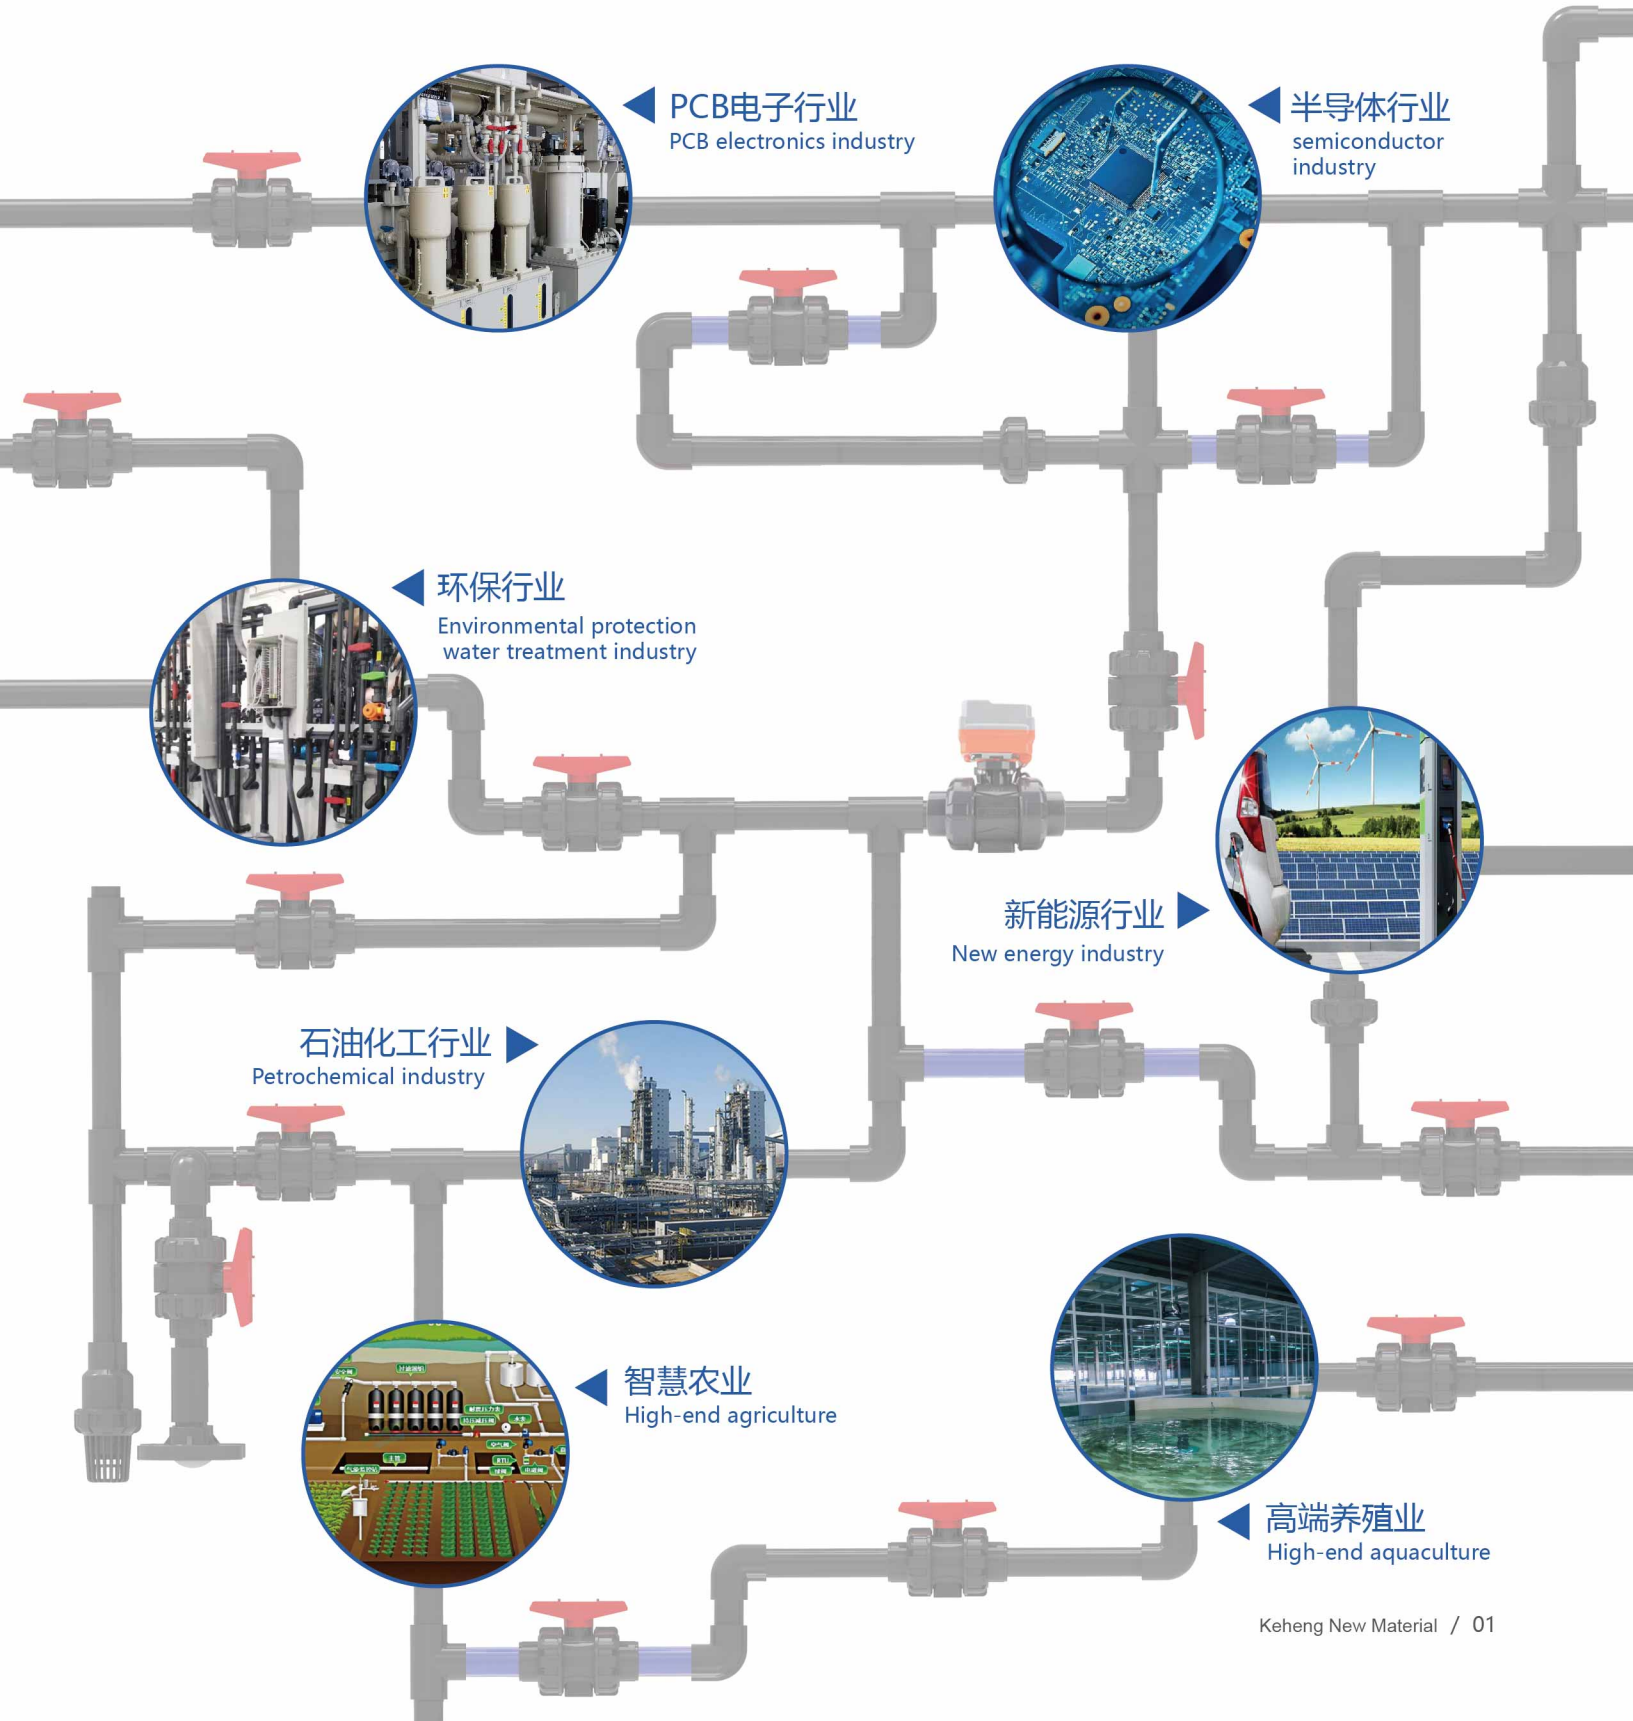 PCB电子行业
PCB electronics industry
半导体行业
semiconductor
industry
环保行业
Environmental protection
water treatment industry
新能源行业
New energy industry
石油化工行业
Petrochemical industry
智慧农业
High-end agriculture
高端养殖业
High-end aquaculture
Keheng New Material / 01